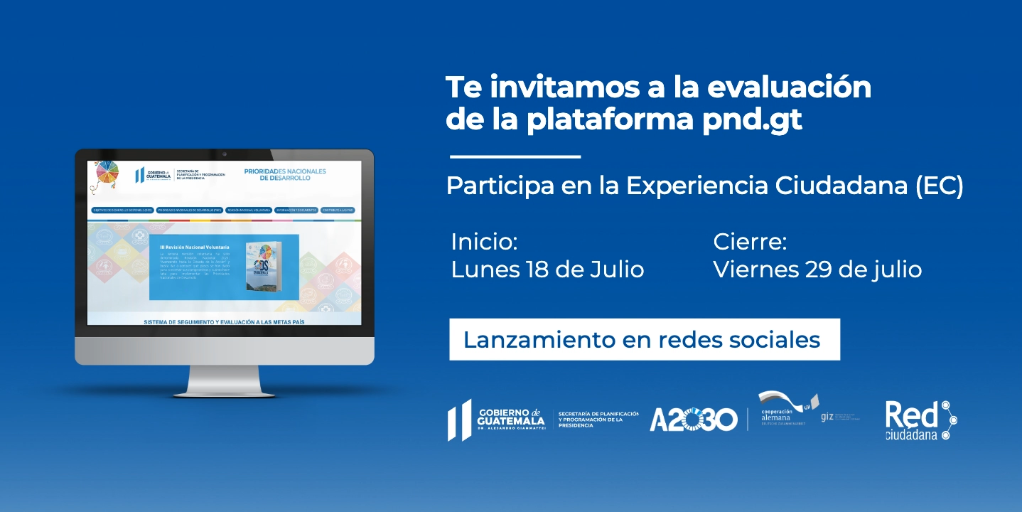 Te invitamos a la evaluación
de la plataforma pnd.gt
Participa en la Experiencia Ciudadana (EC)
Inicio:
Lunes 18 de Julio
Cierre:
Viernes 29 de julio
Lanzamiento en redes sociales
GOBIERNO de
GUATEMALA
SECRETARÍA DE
PLANIFICACIÓN Y PROGRAMACIÓN
DE LA PRESIDENCIA
PRIORIDADES NACIONALES
DE DESARROLLO
III Revisión Nacional Voluntaria
SISTEMA DE SEGUIMIENTO Y EVALUACIÓN A LAS METAS PAÍS
GOBIERNO de
GUATEMALA
DR. ALEJANDRO GIAMMATTEI
SECRETARÍA DE PLANIFICACIÓN
Y PROGRAMACIÓN DE LA
PRESIDENCIA
A2030
cooperación
alemana
giz
Red
ciudadana